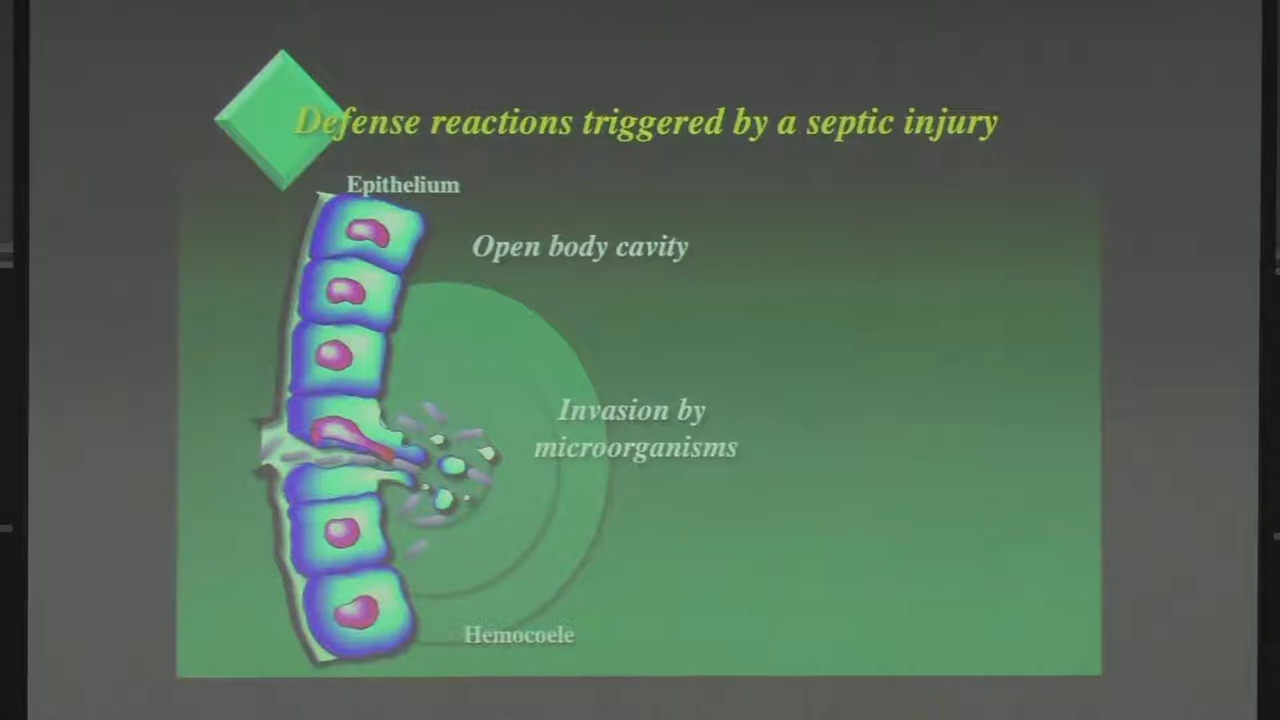 Defense reactions triggered by a septic injury
Epithelium
Open body cavity
Invasion by
microorganisms
Hemocoele